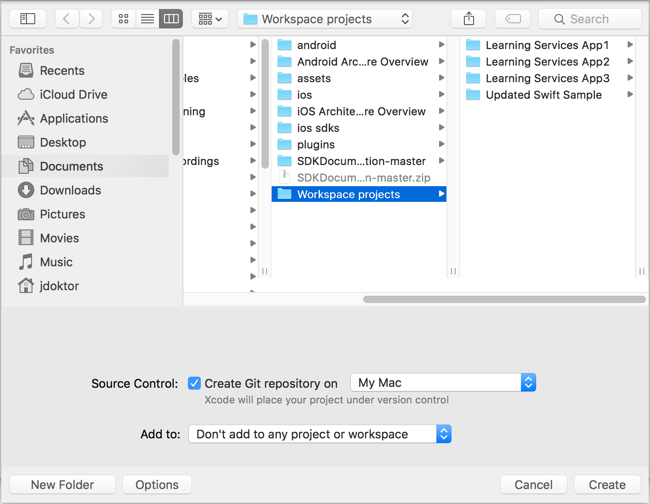 Workspace projects
Search
Favorites
Recents
iCloud Drive
Applications
Desktop
Documents
Downloads
Pictures
Movies
Music
jdoktor
les
ning
ordings
android
Android Arc...re Overview
assets
ios
iOS Archite...re Overview
ios sdks
plugins
SDKDocum...tion-master
SDKDocum...n-master.zip
Workspace projects
Learning Services App1
Learning Services App2
Learning Services App3
Updated Swift Sample
Source Control: Create Git repository on My Mac
Xcode will place your project under version control
Add to: Don't add to any project or workspace
New Folder Options Cancel Create